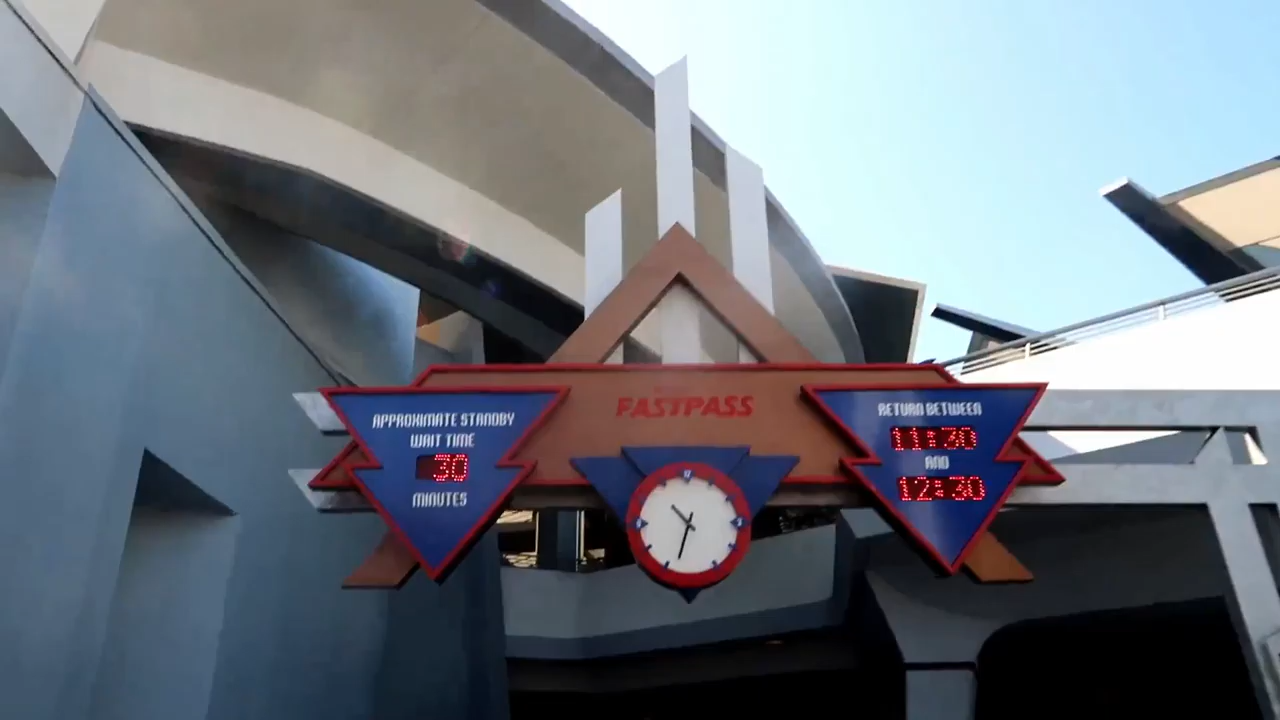 FASTPASS
APPROXIMATE STANDBY
WAIT TIME
30
MINUTES
RETURN BETWEEN
11:30
AND
12:30